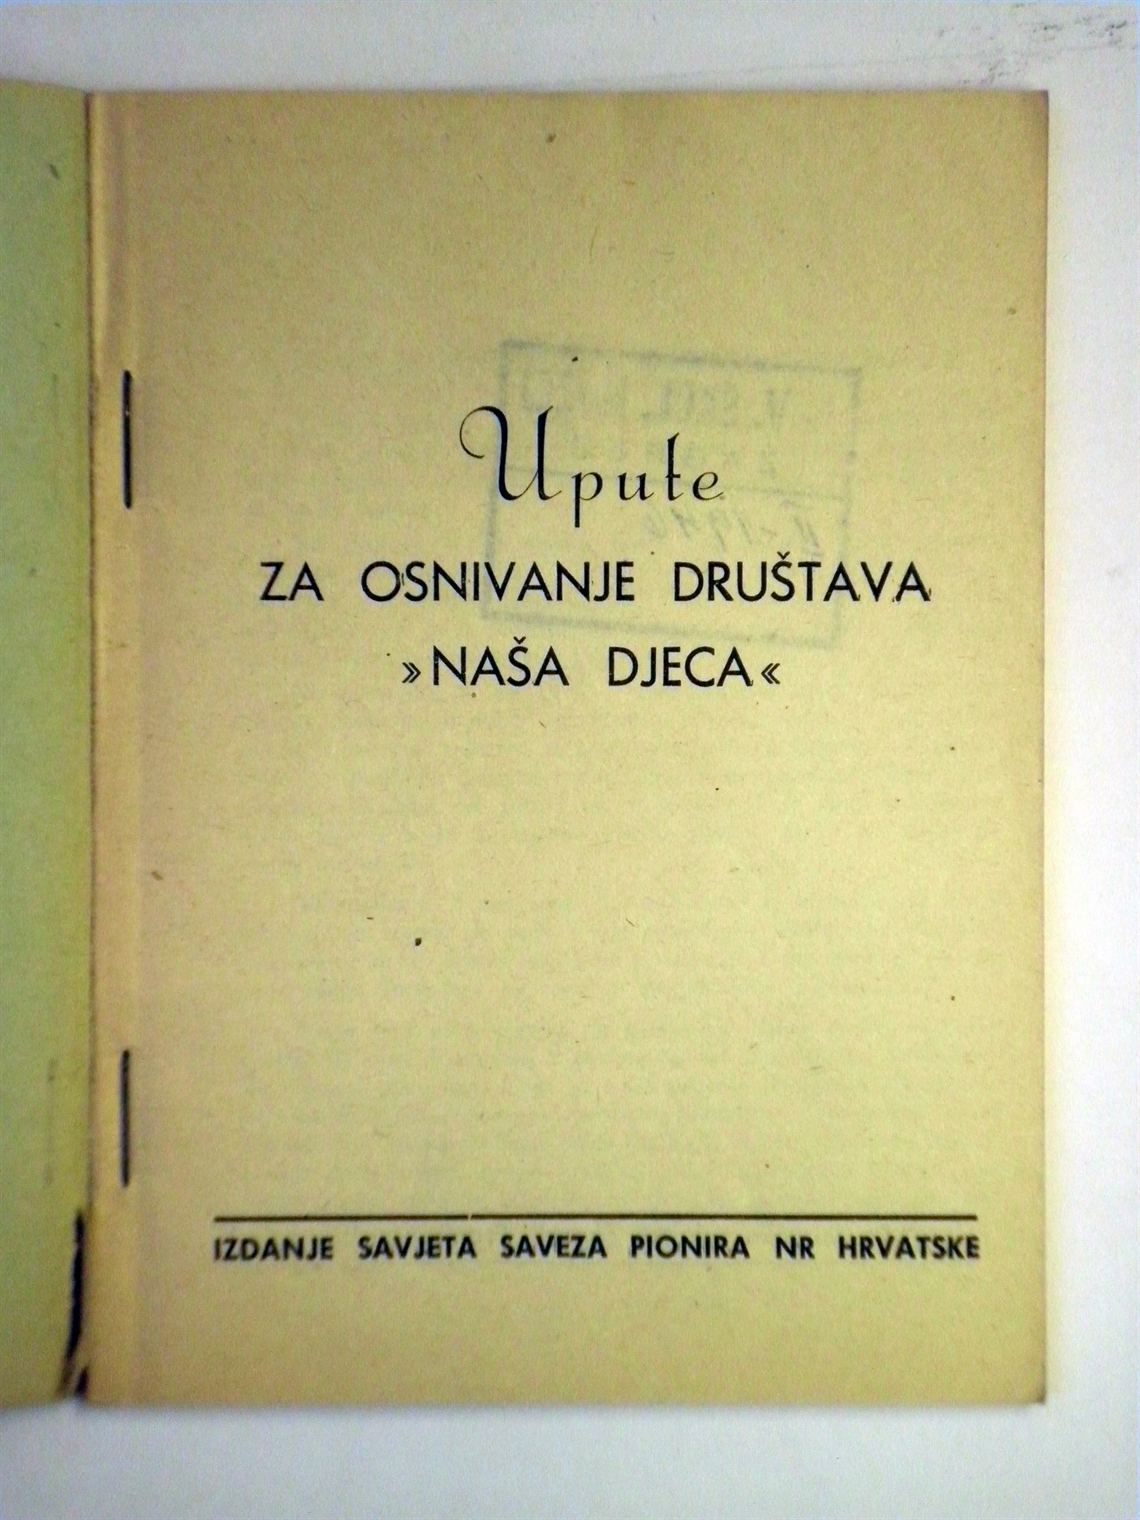 Upute
ZA OSNIVANJE DRUŠTAVA
»NAŠA DJECA«
IZDANJE SAVJETA SAVEZA PIONIRA NR HRVATSKE